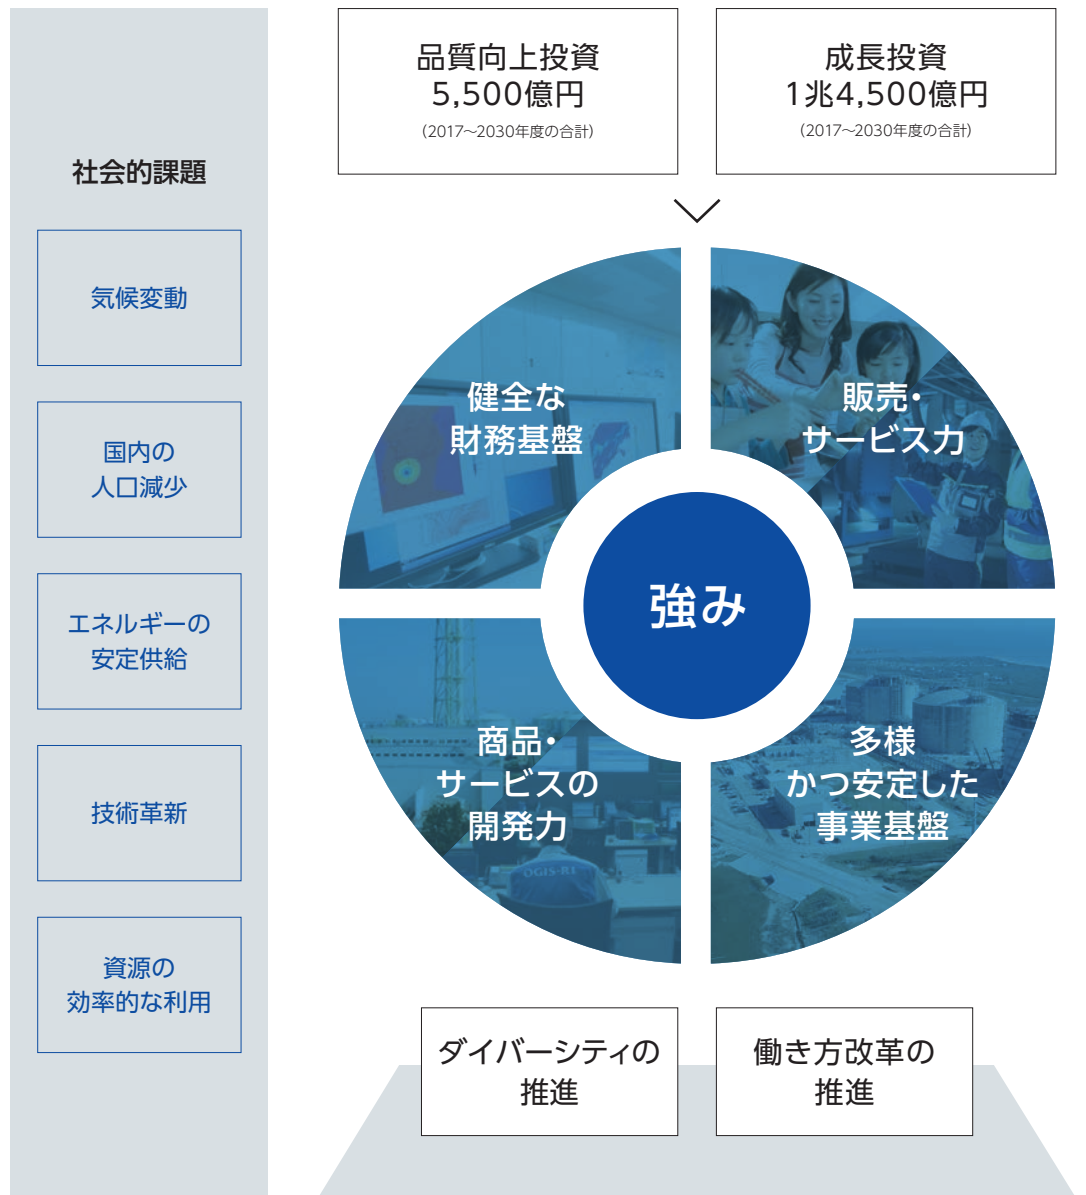 社会的課題
気候変動
国内の
人口減少
エネルギーの
安定供給
技術革新
資源の
効率的な利用
品質向上投資
5,500億円
(2017～2030年度の合計)
成長投資
1兆4,500億円
(2017～2030年度の合計)
健全な
財務基盤
販売・
サービス力
強み
商品・
サービスの
開発力
OGIS-RI
多様
かつ安定した
事業基盤
ダイバーシティの
推進
働き方改革の
推進